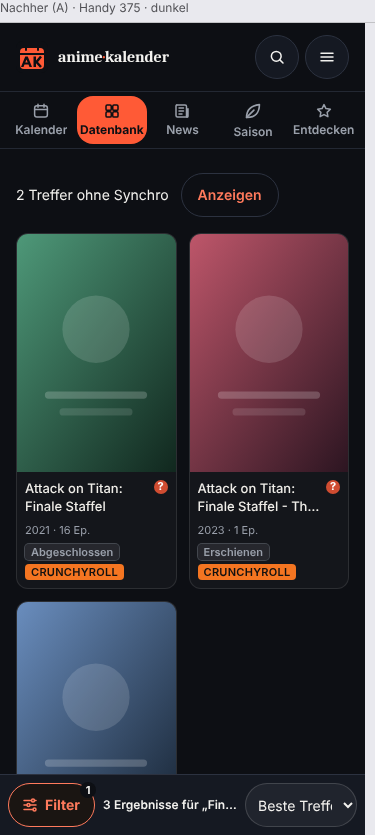 Nachher (A) · Handy 375 · dunkel
AK anime·kalender
Kalender Datenbank News Saison Entdecken
2 Treffer ohne Synchro Anzeigen
Attack on Titan: Finale Staffel
?
2021 · 16 Ep.
Abgeschlossen
CRUNCHYROLL
Attack on Titan: Finale Staffel - Th...
?
2023 · 1 Ep.
Erschienen
CRUNCHYROLL
Filter 1 3 Ergebnisse für „Fin... Beste Treff